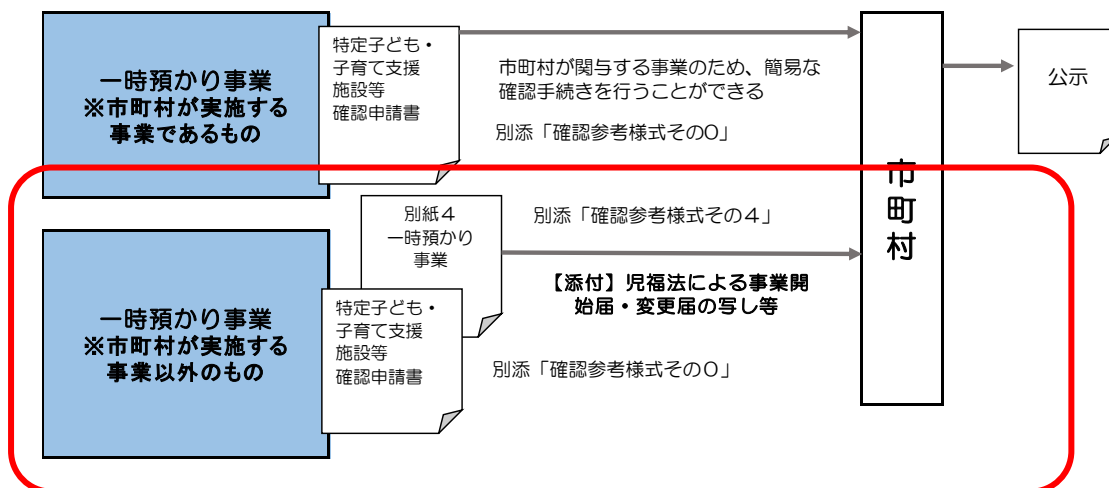 一時預かり事業
※市町村が実施する
事業であるもの
特定子ども・
子育て支援
施設等
確認申請書
市町村が関与する事業のため、簡易な
確認手続きを行うことができる
別添「確認参考様式その０」
市町村
公示
一時預かり事業
※市町村が実施する
事業以外のもの
別紙４
一時預かり
事業
特定子ども・
子育て支援
施設等
確認申請書
別添「確認参考様式その４」
【添付】児福法による事業開
始届・変更届の写し等
別添「確認参考様式その０」